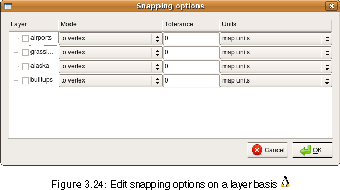 Snapping options
Layer Mode Tolerance Units
airports to vertex 0 map units
grassl... to vertex 0 map units
alaska to vertex 0 map units
builtups to vertex 0 map units
Cancel OK
Figure 3.24: Edit snapping options on a layer basis